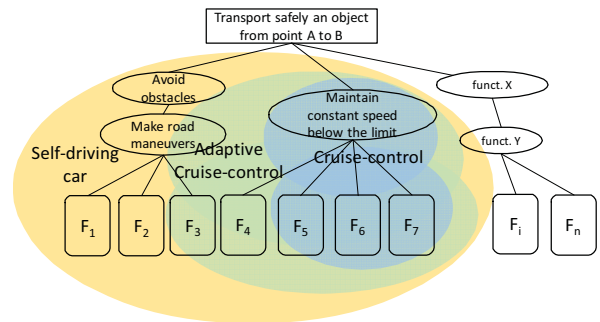 Transport safely an object
from point A to B
Avoid
obstacles
Maintain
constant speed
below the limit
funct. X
Make road
maneuvers
funct. Y
Self-driving
car
Adaptive
Cruise-control
Cruise-control
F1
F2
F3
F4
F5
F6
F7
Fi
Fn